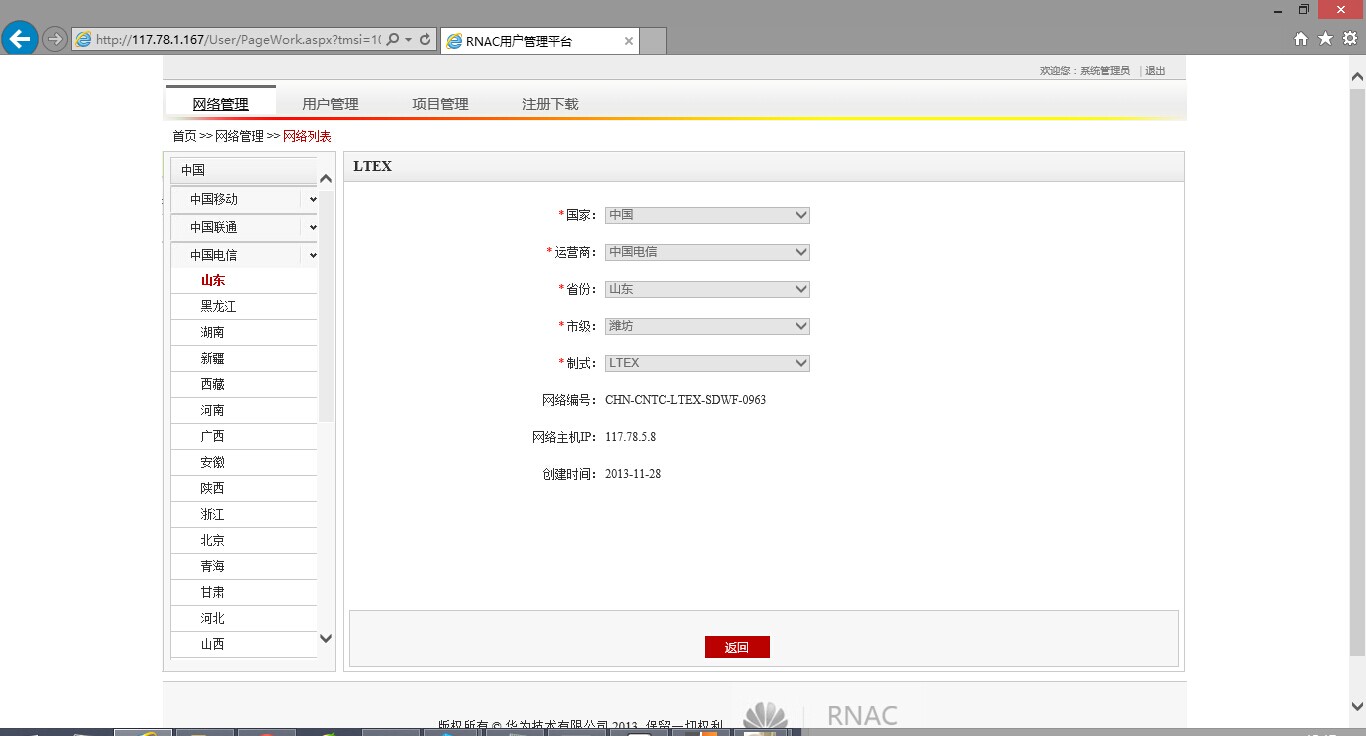 http://117.78.1.167/User/PageWork.aspx?tmsi=1(
RNAC用户管理平台
欢迎您：系统管理员 | 退出
网络管理 用户管理 项目管理 注册下载
首页 >> 网络管理 >> 网络列表
中国
中国移动
中国联通
中国电信
山东
黑龙江
湖南
新疆
西藏
河南
广西
安徽
陕西
浙江
北京
青海
甘肃
河北
山西
LTEX
*国家： 中国
*运营商： 中国电信
*省份： 山东
*市级： 潍坊
*制式： LTEX
网络编号： CHN-CNTC-LTEX-SDWF-0963
网络主机IP： 117.78.5.8
创建时间： 2013-11-28
返回
版权所有 © 华为技术有限公司 2013. 保留一切权利
RNAC